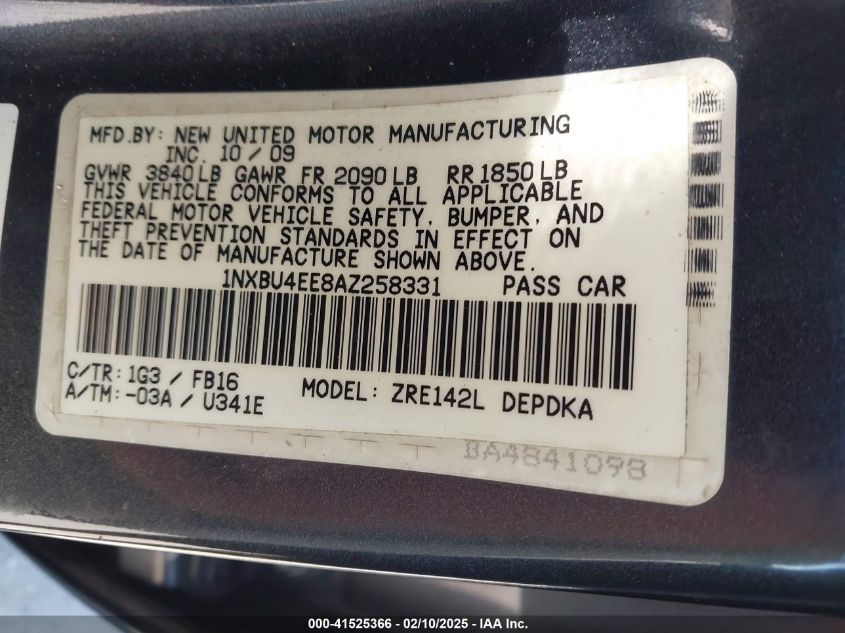 MFD.BY: NEW UNITED MOTOR MANUFACTURING
INC. 10 / 09
GVWR 3840 LB GAWR FR 2090 LB RR 1850 LB
THIS VEHICLE CONFORMS TO ALL APPLICABLE
FEDERAL MOTOR VEHICLE SAFETY, BUMPER, AND
THEFT PREVENTION STANDARDS IN EFFECT ON
THE DATE OF MANUFACTURE SHOWN ABOVE.
1NXBU4EE8AZ258331 PASS CAR
C/TR: 1G3 / FB16
A/TM: -03A / U341E
MODEL: ZRE142L DEPDKA
BA4841098
000-41525366 - 02/10/2025 - IAA Inc.